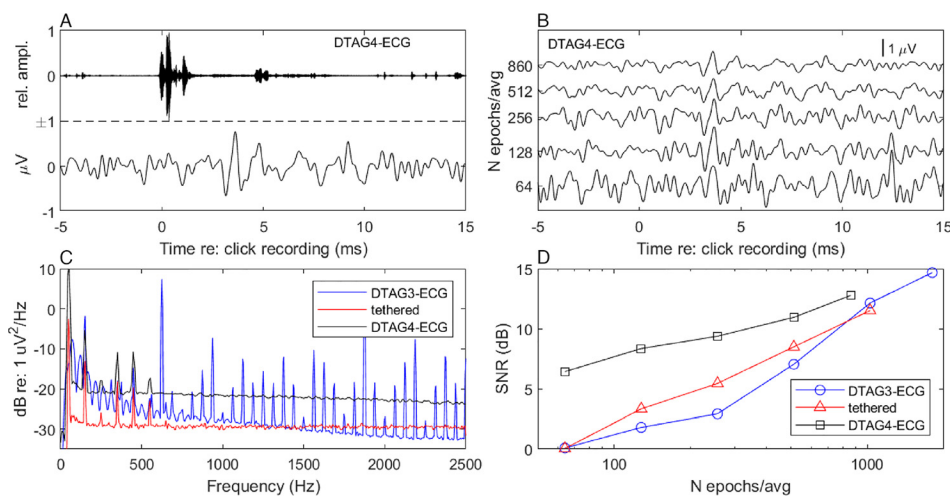 A
DTAG4-ECG
rel. ampl.
1
0
±1
μV
0
-1
-5 0 5 10 15
Time re: click recording (ms)
B
DTAG4-ECG
1 μV
N epochs/avg
860
512
256
128
64
-5 0 5 10 15
Time re: click recording (ms)
C
dB re: 1 uV²/Hz
10
0
-10
-20
-30
DTAG3-ECG
tethered
DTAG4-ECG
0 500 1000 1500 2000 2500
Frequency (Hz)
D
SNR (dB)
15
10
5
0
DTAG3-ECG
tethered
DTAG4-ECG
100 1000
N epochs/avg